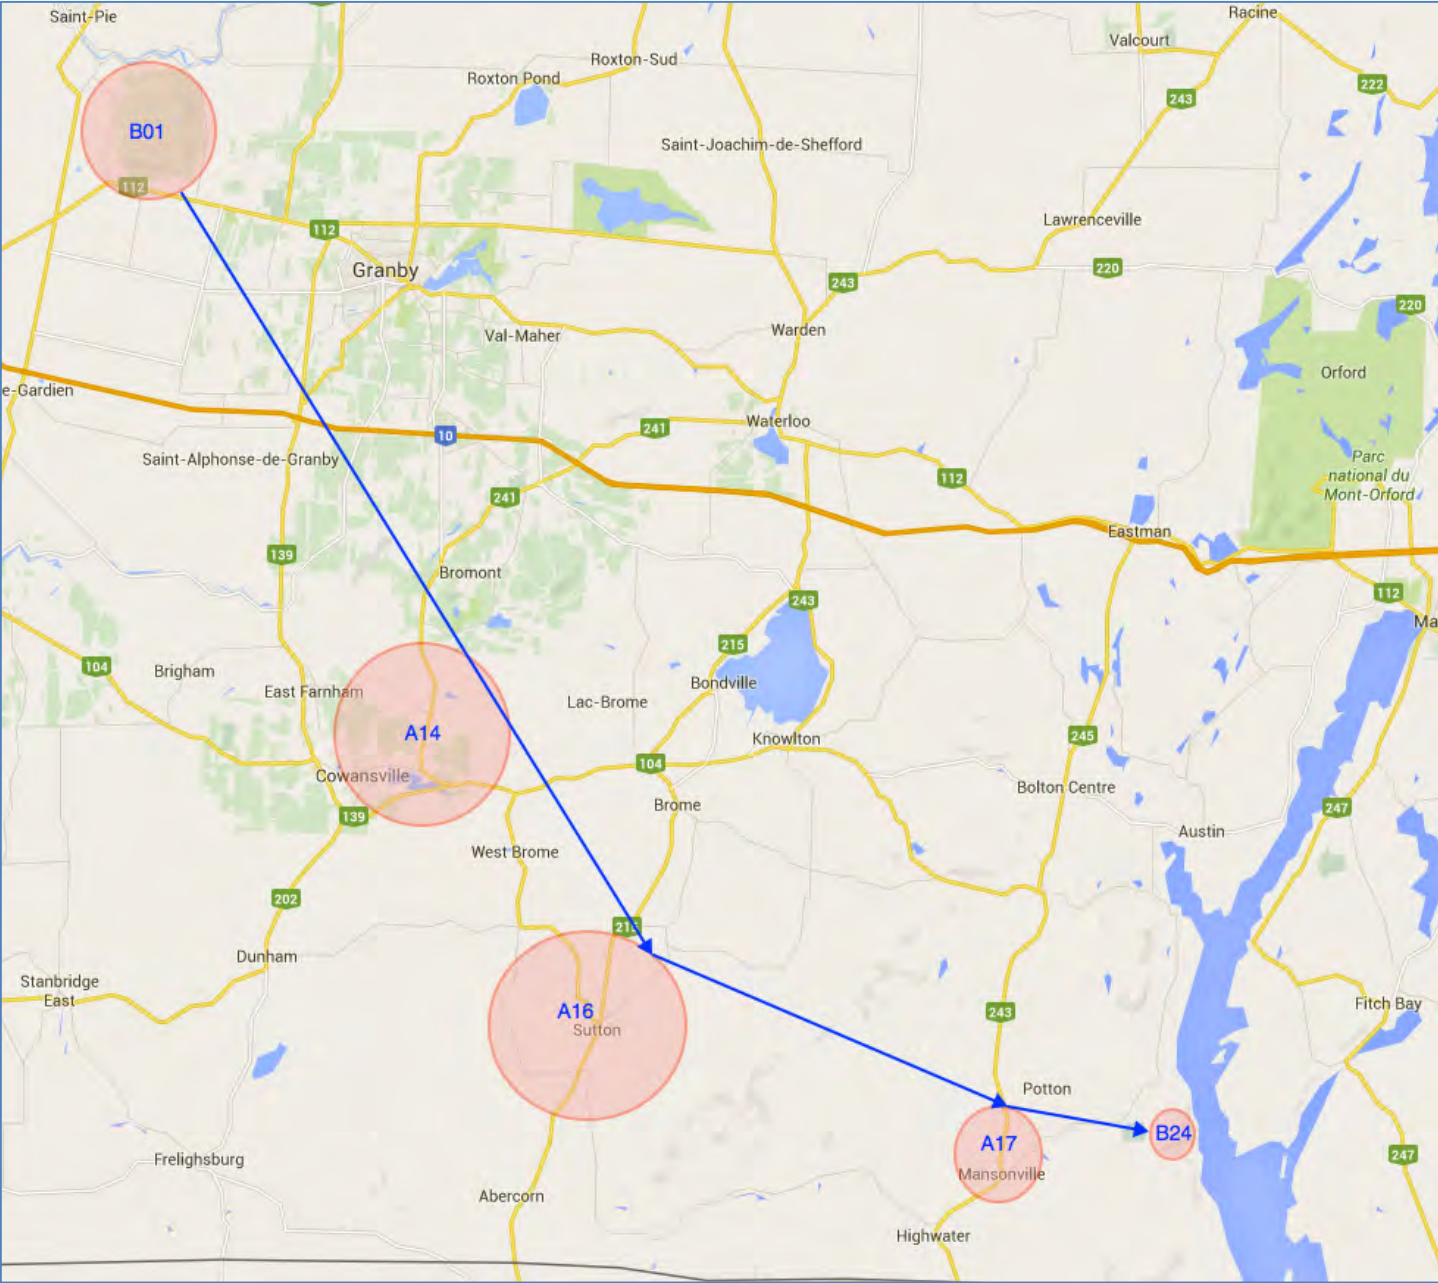 Saint-Pie
Racine
Valcourt
Roxton-Sud
Roxton Pond
222
243
B01
Saint-Joachim-de-Shefford
112
Lawrenceville
112
Granby
220
243
220
Val-Maher
Warden
Orford
e-Gardien
Waterloo
241
10
Saint-Alphonse-de-Granby
Parc
national du
Mont-Orford
112
241
Eastman
139
Bromont
112
243
Ma
215
104
Brigham
Bondville
East Farnham
Lac-Brome
A14
Knowlton
245
104
Cowansville
Bolton Centre
Brome
247
139
Austin
West Brome
202
Dunham
Stanbridge
East
Fitch Bay
A16
243
Sutton
Potton
B24
A17
247
Frelighsburg
Mansonville
Abercorn
Highwater